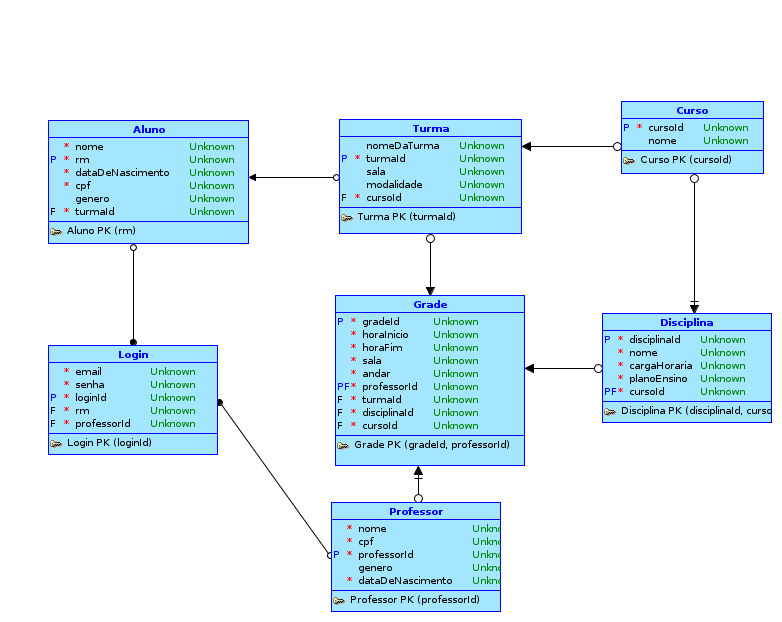 Aluno
* nome Unknown
P * rm Unknown
* dataDeNascimento Unknown
* cpf Unknown
genero Unknown
F * turmaId Unknown
Aluno PK (rm)
Turma
nomeDaTurma Unknown
P * turmaId Unknown
sala Unknown
modalidade Unknown
F * cursoId Unknown
Turma PK (turmaId)
Curso
P * cursoId Unknown
nome Unknown
Curso PK (cursoId)
Login
* email Unknown
* senha Unknown
P * loginId Unknown
F * rm Unknown
F * professorId Unknown
Login PK (loginId)
Grade
P * gradeId Unknown
* horaInicio Unknown
* horaFim Unknown
* sala Unknown
* andar Unknown
PF* professorId Unknown
F * turmaId Unknown
F * disciplinaId Unknown
F * cursoId Unknown
Grade PK (gradeId, professorId)
Disciplina
P * disciplinaId Unknown
* nome Unknown
* cargaHoraria Unknown
* planoEnsino Unknown
PF* cursoId Unknown
Disciplina PK (disciplinaId, curso
Professor
* nome Unkno
* cpf Unkno
P * professorId Unkno
genero Unkno
* dataDeNascimento Unkno
Professor PK (professorId)